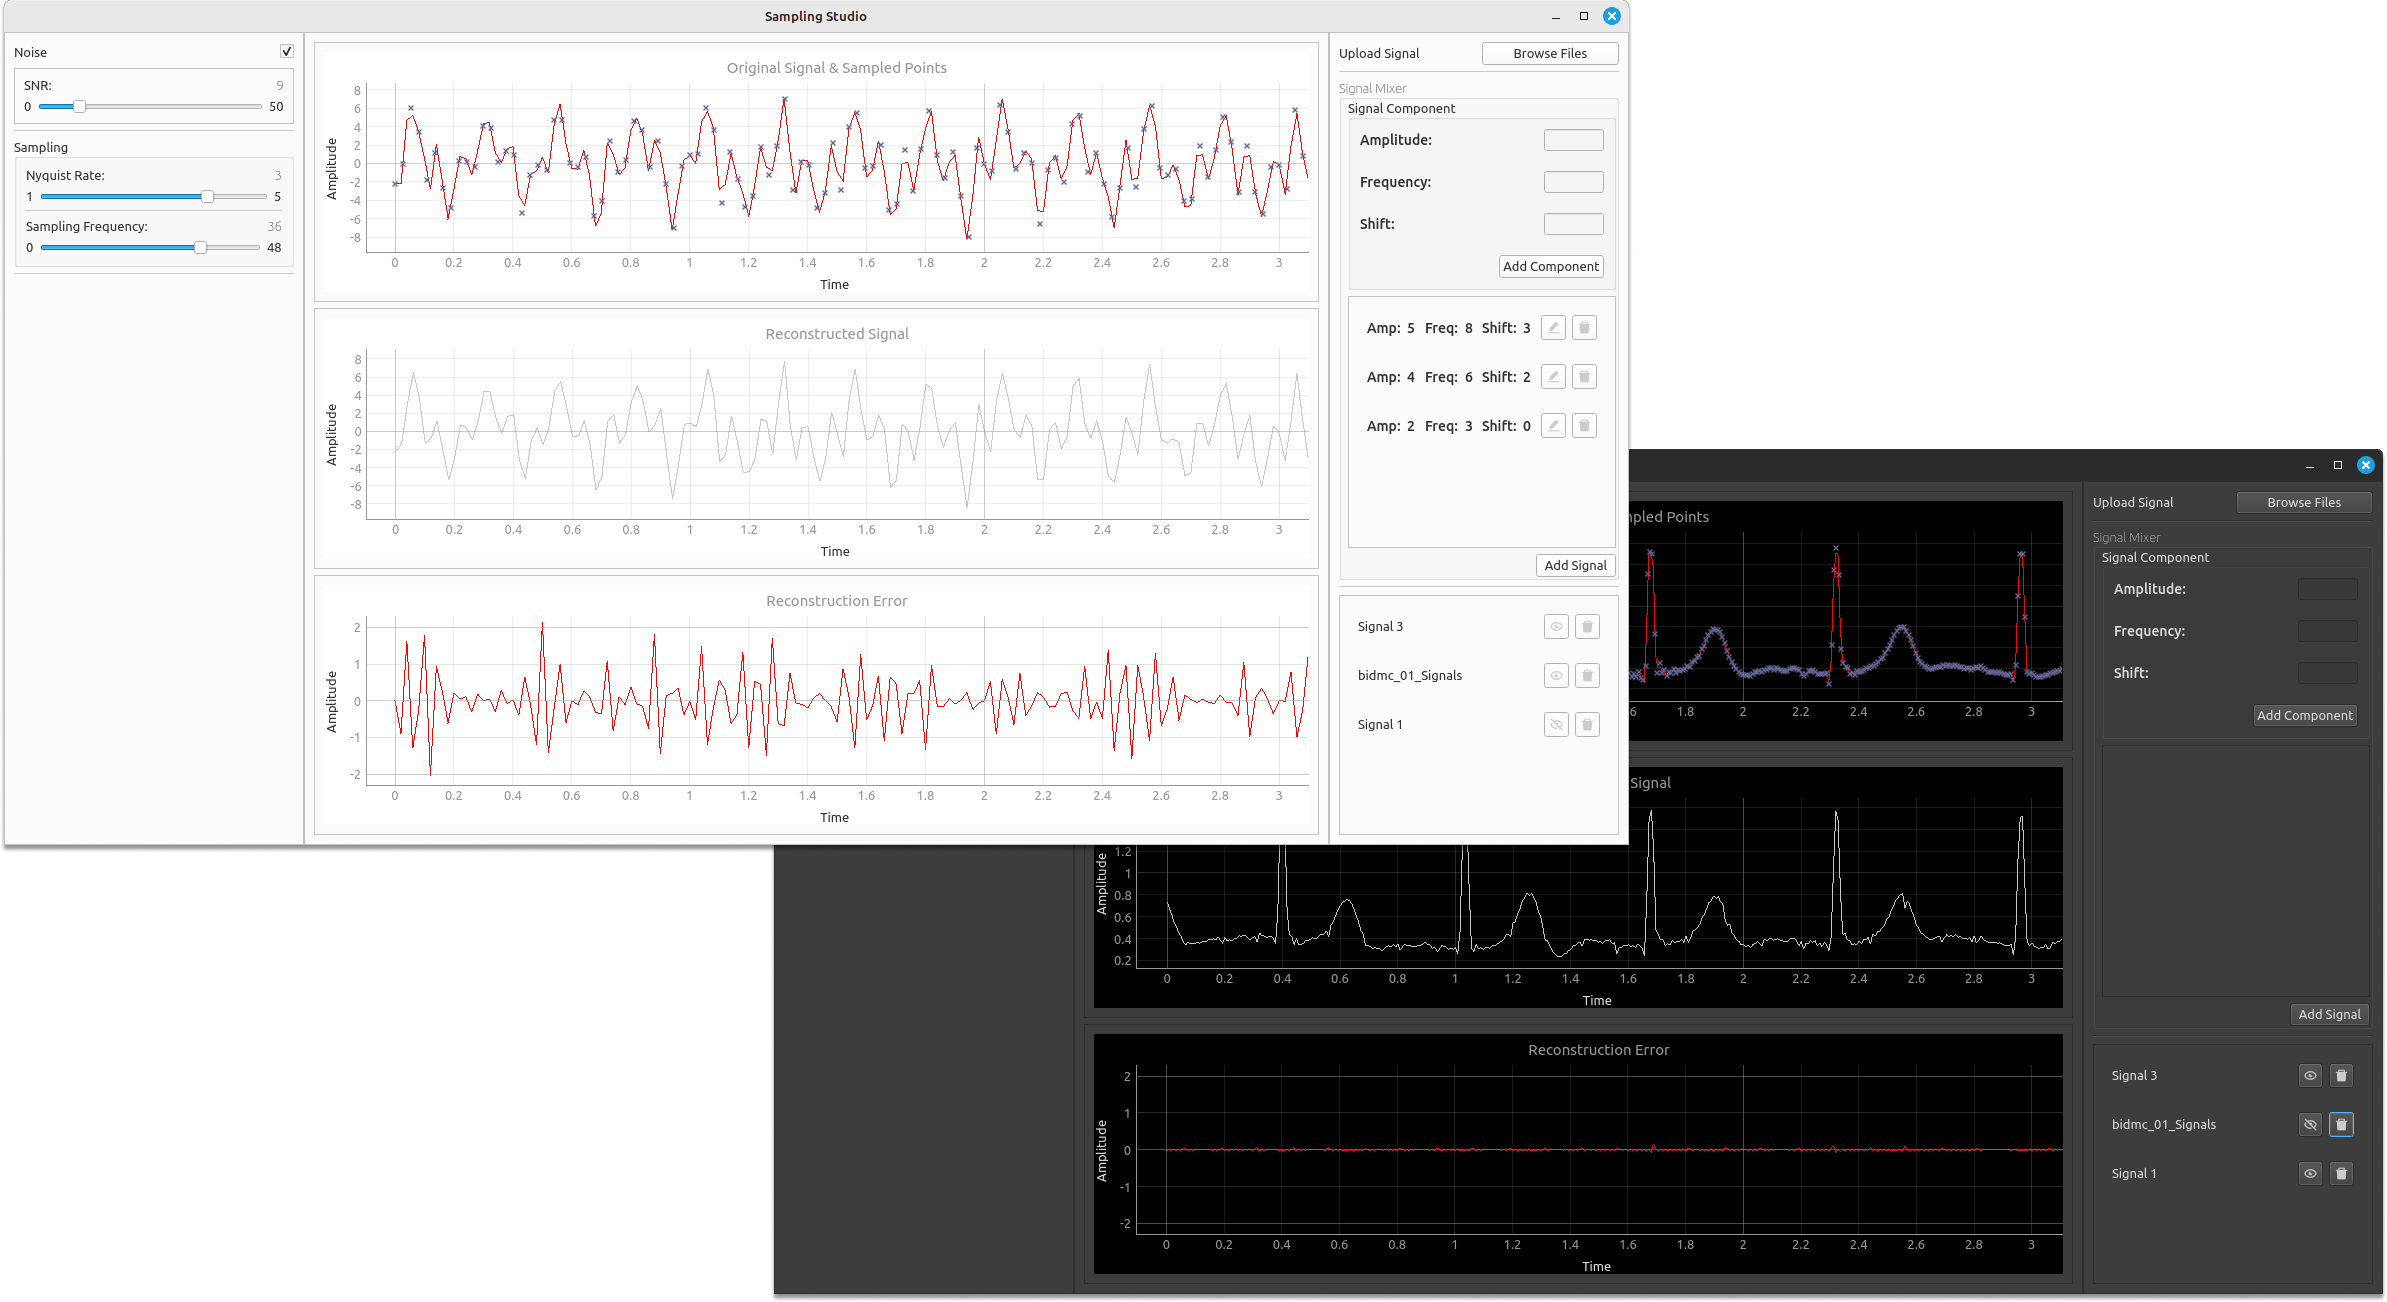 Sampling Studio
Noise ✓
SNR: 9
0 50
Sampling
Nyquist Rate: 3
1 5
Sampling Frequency: 36
0 48
Original Signal & Sampled Points
Amplitude
8
6
4
2
0
-2
-4
-6
-8
0 0.2 0.4 0.6 0.8 1 1.2 1.4 1.6 1.8 2 2.2 2.4 2.6 2.8 3
Time
Reconstructed Signal
Amplitude
8
6
4
2
0
-2
-4
-6
-8
0 0.2 0.4 0.6 0.8 1 1.2 1.4 1.6 1.8 2 2.2 2.4 2.6 2.8 3
Time
Reconstruction Error
Amplitude
2
1
0
-1
-2
0 0.2 0.4 0.6 0.8 1 1.2 1.4 1.6 1.8 2 2.2 2.4 2.6 2.8 3
Time
Upload Signal Browse Files
Signal Mixer
Signal Component
Amplitude:
Frequency:
Shift:
Add Component
Amp: 5 Freq: 8 Shift: 3
Amp: 4 Freq: 6 Shift: 2
Amp: 2 Freq: 3 Shift: 0
Add Signal
Signal 3
bidmc_01_Signals
Signal 1
mpled Points
6 1.8 2 2.2 2.4 2.6 2.8 3
Signal
Amplitude
1.2
1
0.8
0.6
0.4
0.2
0 0.2 0.4 0.6 0.8 1 1.2 1.4 1.6 1.8 2 2.2 2.4 2.6 2.8 3
Time
Reconstruction Error
Amplitude
2
1
0
-1
-2
0 0.2 0.4 0.6 0.8 1 1.2 1.4 1.6 1.8 2 2.2 2.4 2.6 2.8 3
Time
Upload Signal Browse Files
Signal Mixer
Signal Component
Amplitude:
Frequency:
Shift:
Add Component
Add Signal
Signal 3
bidmc_01_Signals
Signal 1